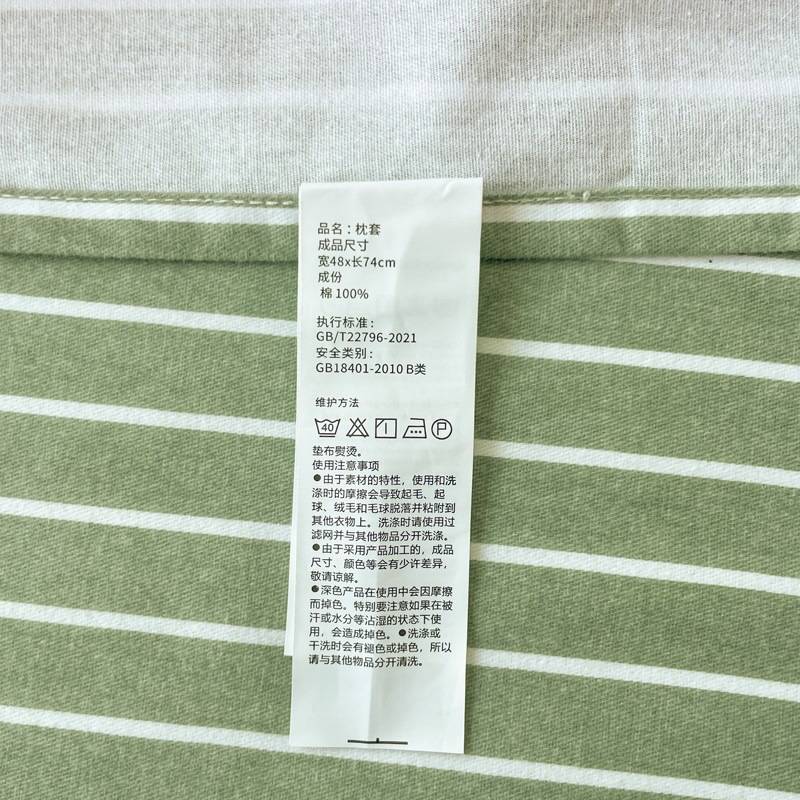 品名：枕套
成品尺寸
宽48x长74cm
成份
棉 100%
执行标准：
GB/T22796-2021
安全类别：
GB18401-2010 B类
维护方法
40 P
垫布熨烫。
使用注意事项
●由于素材的特性，使用和洗
涤时的摩擦会导致起毛、起
球、绒毛和毛球脱落并粘附到
其他衣物上。洗涤时请使用过
滤网并与其他物品分开洗涤。
●由于采用产品加工的，成品
尺寸、颜色等会有少许差异，
敬请谅解。
●深色产品在使用中会因摩擦
而掉色。特别要注意如果在被
汗或水分等沾湿的状态下使
用，会造成掉色。●洗涤或
干洗时会有褪色或掉色，所以
请与其他物品分开清洗。